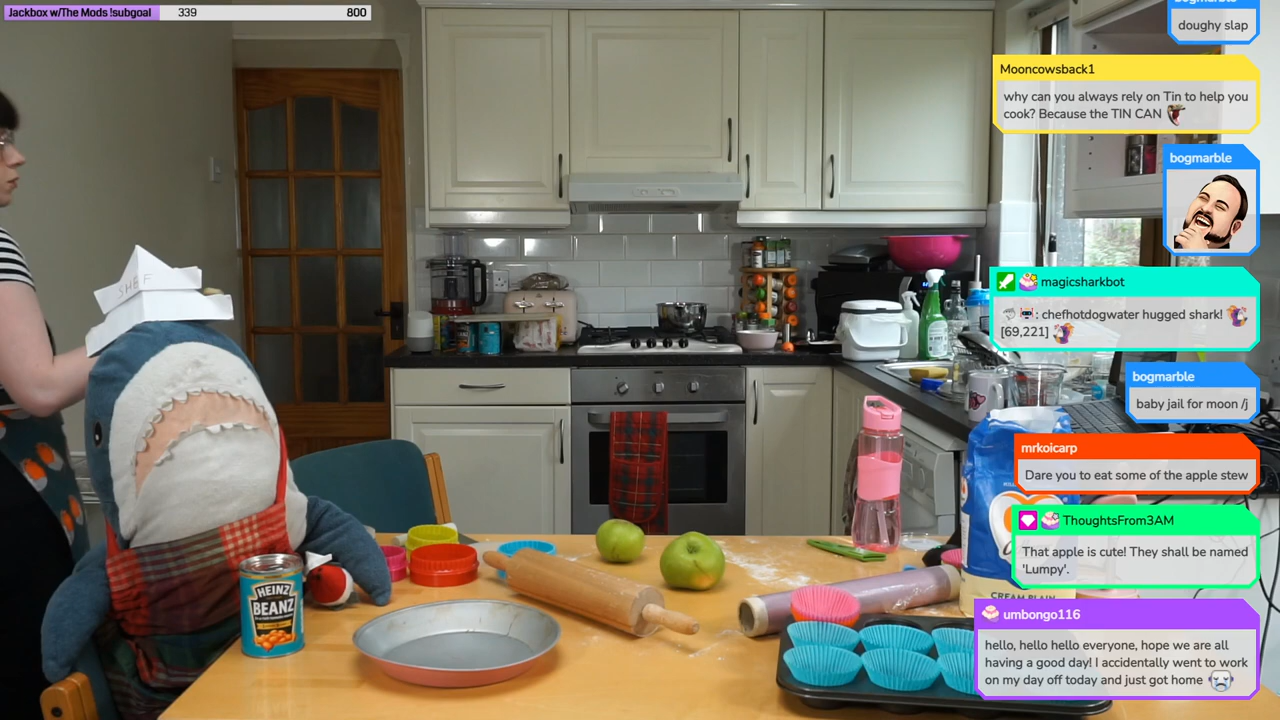 Jackbox w/The Mods !subgoal 339 800
bogmarble
doughy slap
Mooncowsback1
why can you always rely on Tin to help you
cook? Because the TIN CAN
bogmarble
magicsharkbot
: chefhotdogwater hugged shark!
[69,221]
bogmarble
baby jail for moon /j
mrkoicarp
Dare you to eat some of the apple stew
ThoughtsFrom3AM
That apple is cute! They shall be named
'Lumpy'.
umbongo116
hello, hello hello everyone, hope we are all
having a good day! I accidentally went to work
on my day off today and just got home
HEINZ
BEANZ
CREAM PLAIN